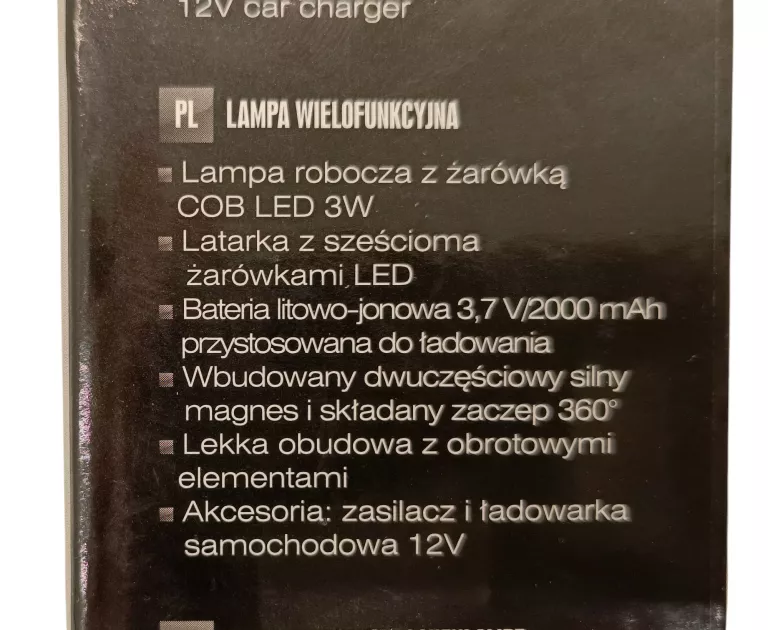 12V car charger
PL LAMPA WIELOFUNKCYJNA
Lampa robocza z żarówką
COB LED 3W
Latarka z sześcioma
żarówkami LED
Bateria litowo-jonowa 3,7 V/2000 mAh
przystosowana do ładowania
Wbudowany dwuczęściowy silny
magnes i składany zaczep 360°
Lekka obudowa z obrotowymi
elementami
Akcesoria: zasilacz i ładowarka
samochodowa 12V